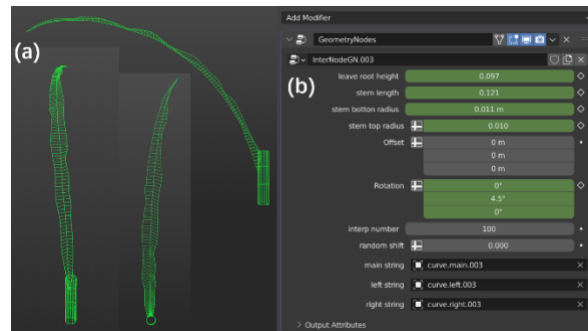 (a)
Add Modifier
GeometryNodes
InterNodeGN.003
(b)
leave root height 0.097
stem length 0.121
stem botton radius 0.011 m
stem top radius 0.010
Offset 0 m
0 m
0 m
Rotation 0°
4.5°
0°
interp number 100
random shift 0.000
main string curve.main.003
left string curve.left.003
right string curve.right.003
> Output Attributes